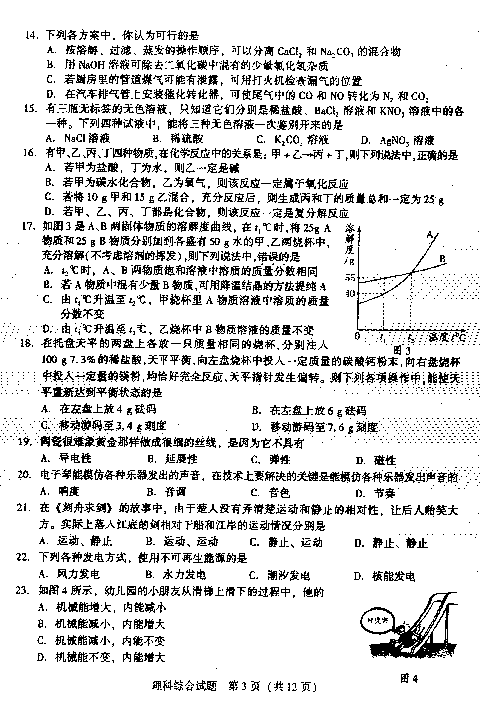 14. 下列各方案中，你认为可行的是
A. 按溶解、过滤、蒸发的操作顺序，可以分离 CaCl₂ 和 Na₂CO₃ 的混合物
B. 用 NaOH 溶液可除去二氧化碳中混有的少量氯化氢杂质
C. 若厨房里的管道煤气可能有泄露，可用打火机检查漏气的位置
D. 在汽车排气管上安装催化转化器，可使尾气中的 CO 和 NO 转化为 N₂ 和 CO₂
15. 有三瓶无标签的无色溶液，只知道它们分别是稀盐酸、BaCl₂ 溶液和 KNO₃ 溶液中的各
一种。下列四种试液中，能将三种无色溶液一次鉴别开来的是
A. NaCl 溶液 B. 稀硫酸 C. K₂CO₃ 溶液 D. AgNO₃ 溶液
16. 有甲、乙、丙、丁四种物质，在化学反应中的关系是：甲＋乙→丙＋丁，则下列说法中，正确的是
A. 若甲为盐酸，丁为水，则乙一定是碱
B. 若甲为碳水化合物，乙为氧气，则该反应一定属于氧化反应
C. 若将 10 g 甲和 15 g 乙混合，充分反应后，则生成丙和丁的质量总和一定为 25 g
D. 若甲、乙、丙、丁都是化合物，则该反应一定是复分解反应
17. 如图 3 是 A、B 两固体物质的溶解度曲线，在 t₁℃时，将 25g A
物质和 25 g B 物质分别加到各盛有 50 g 水的甲、乙两烧杯中，
充分溶解(不考虑溶剂的挥发)，则下列说法中，错误的是
A. t₂℃时，A、B 两物质饱和溶液中溶质的质量分数相同
B. 若 A 物质中混有少量 B 物质，可用降温结晶的方法提纯 A
C. 由 t₁℃升温至 t₂℃，甲烧杯里 A 物质溶液中溶质的质量
分数不变
D. 由 t₁℃升温至 t₂℃，乙烧杯中 B 物质溶液的质量不变
溶解度/g
A
B
55
40
0 t₁ t₂ 温度/℃
图 3
18. 在托盘天平的两盘上各放一只质量相同的烧杯，分别注入
100 g 7.3%的稀盐酸，天平平衡，向左盘烧杯中投入一定质量的碳酸钙粉末，向右盘烧杯
中投入一定量的镁粉，均恰好完全反应，天平指针发生偏转。则下列各项操作中，能使天
平重新达到平衡状态的是
A. 在左盘上放 4 g 砝码 B. 在左盘上放 6 g 砝码
C. 移动游码至 3.4 g 刻度 D. 移动游码至 7.6 g 刻度
19. 陶瓷很难象黄金那样做成很细的丝线，是因为它不具有
A. 导电性 B. 延展性 C. 弹性 D. 磁性
20. 电子琴能模仿各种乐器发出的声音，在技术上要解决的关键是能模仿各种乐器发出声音的
A. 响度 B. 音调 C. 音色 D. 节奏
21. 在《刻舟求剑》的故事中，由于楚人没有弄清楚运动和静止的相对性，让后人贻笑大
方。实际上落入江底的剑相对于船和江岸的运动情况分别是
A. 运动、静止 B. 运动、运动 C. 静止、运动 D. 静止、静止
22. 下列各种发电方式，使用不可再生能源的是
A. 风力发电 B. 水力发电 C. 潮汐发电 D. 核能发电
23. 如图 4 所示，幼儿园的小朋友从滑梯上滑下的过程中，他的
A. 机械能增大，内能减小
B. 机械能减小，内能增大
C. 机械能减小，内能不变
D. 机械能不变，内能增大
图 4
理科综合试题 第 3 页（共 12 页）